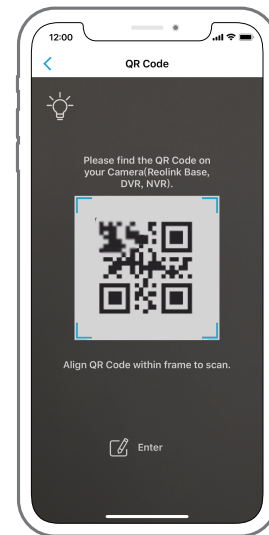 12:00
QR Code
Please find the QR Code on
your Camera(Reolink Base,
DVR, NVR).
Align QR Code within frame to scan.
Enter